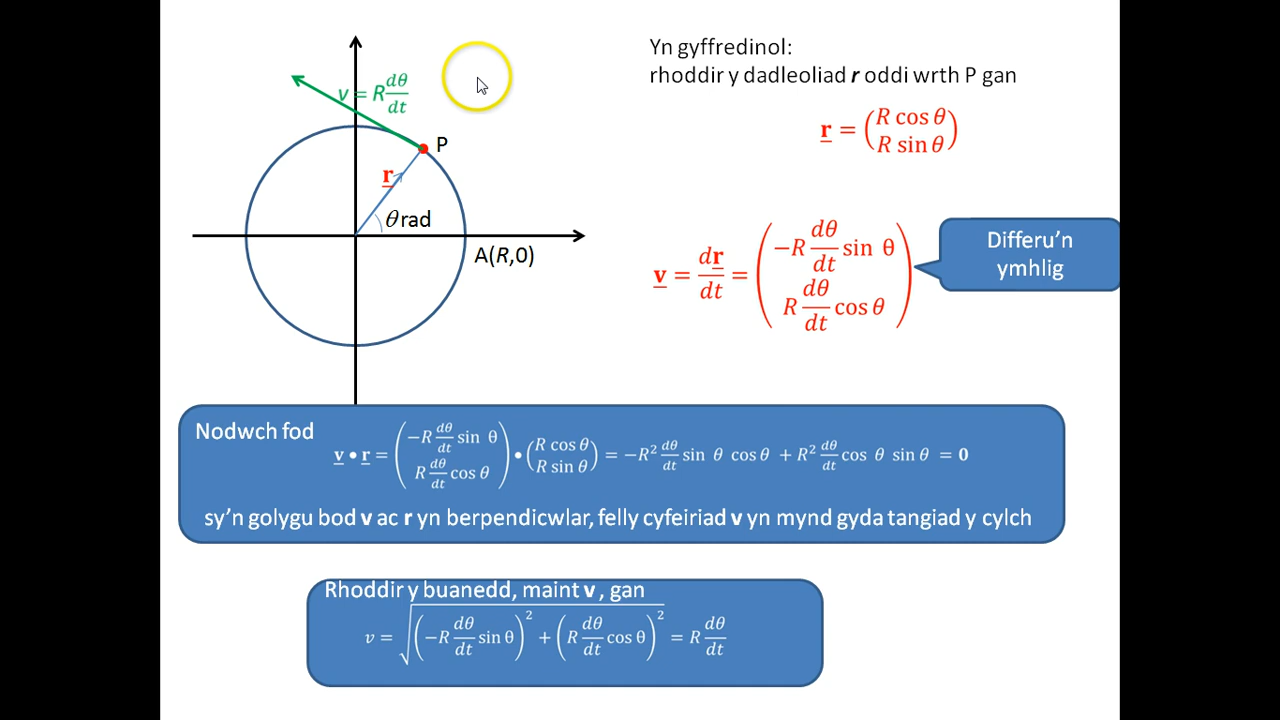 v = R dθ/dt
P
r
θ rad
A(R,0)
Yn gyffredinol:
rhoddir y dadleoliad r oddi wrth P gan
r = (R cos θ
R sin θ)
v = dr/dt = (−R dθ/dt sin θ
R dθ/dt cos θ)
Differu’n
ymhlig
Nodwch fod
v • r = (−R dθ/dt sin θ
R dθ/dt cos θ) • (R cos θ
R sin θ) = −R² dθ/dt sin θ cos θ + R² dθ/dt cos θ sin θ = 0
sy’n golygu bod v ac r yn berpendicwlar, felly cyfeiriad v yn mynd gyda tangiad y cylch
Rhoddir y buanedd, maint v , gan
v = √((−R dθ/dt sin θ)² + (R dθ/dt cos θ)²) = R dθ/dt